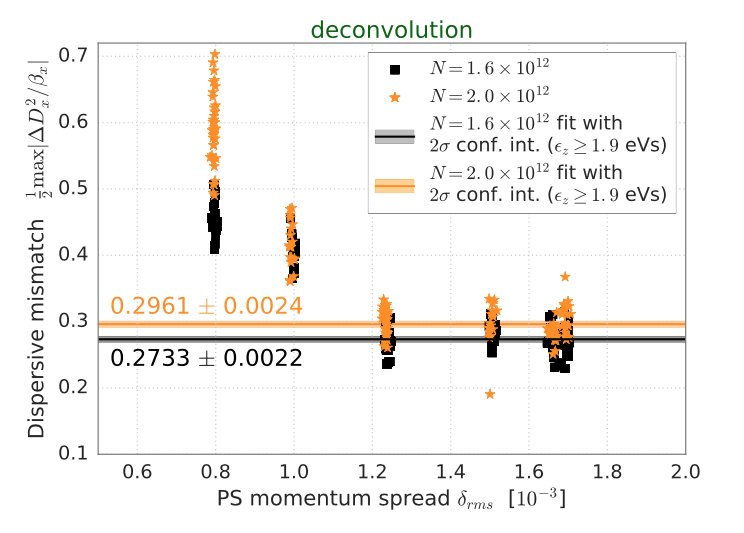 deconvolution
0.7
0.6
0.5
0.4
0.3
0.2
0.1
Dispersive mismatch ½max|ΔDₓ²/βₓ|
N = 1.6 × 10¹²
N = 2.0 × 10¹²
N = 1.6 × 10¹² fit with
2σ conf. int. (ϵ_z ≥ 1.9 eVs)
N = 2.0 × 10¹² fit with
2σ conf. int. (ϵ_z ≥ 1.9 eVs)
0.2961 ± 0.0024
0.2733 ± 0.0022
0.6 0.8 1.0 1.2 1.4 1.6 1.8 2.0
PS momentum spread δ_rms [10⁻³]